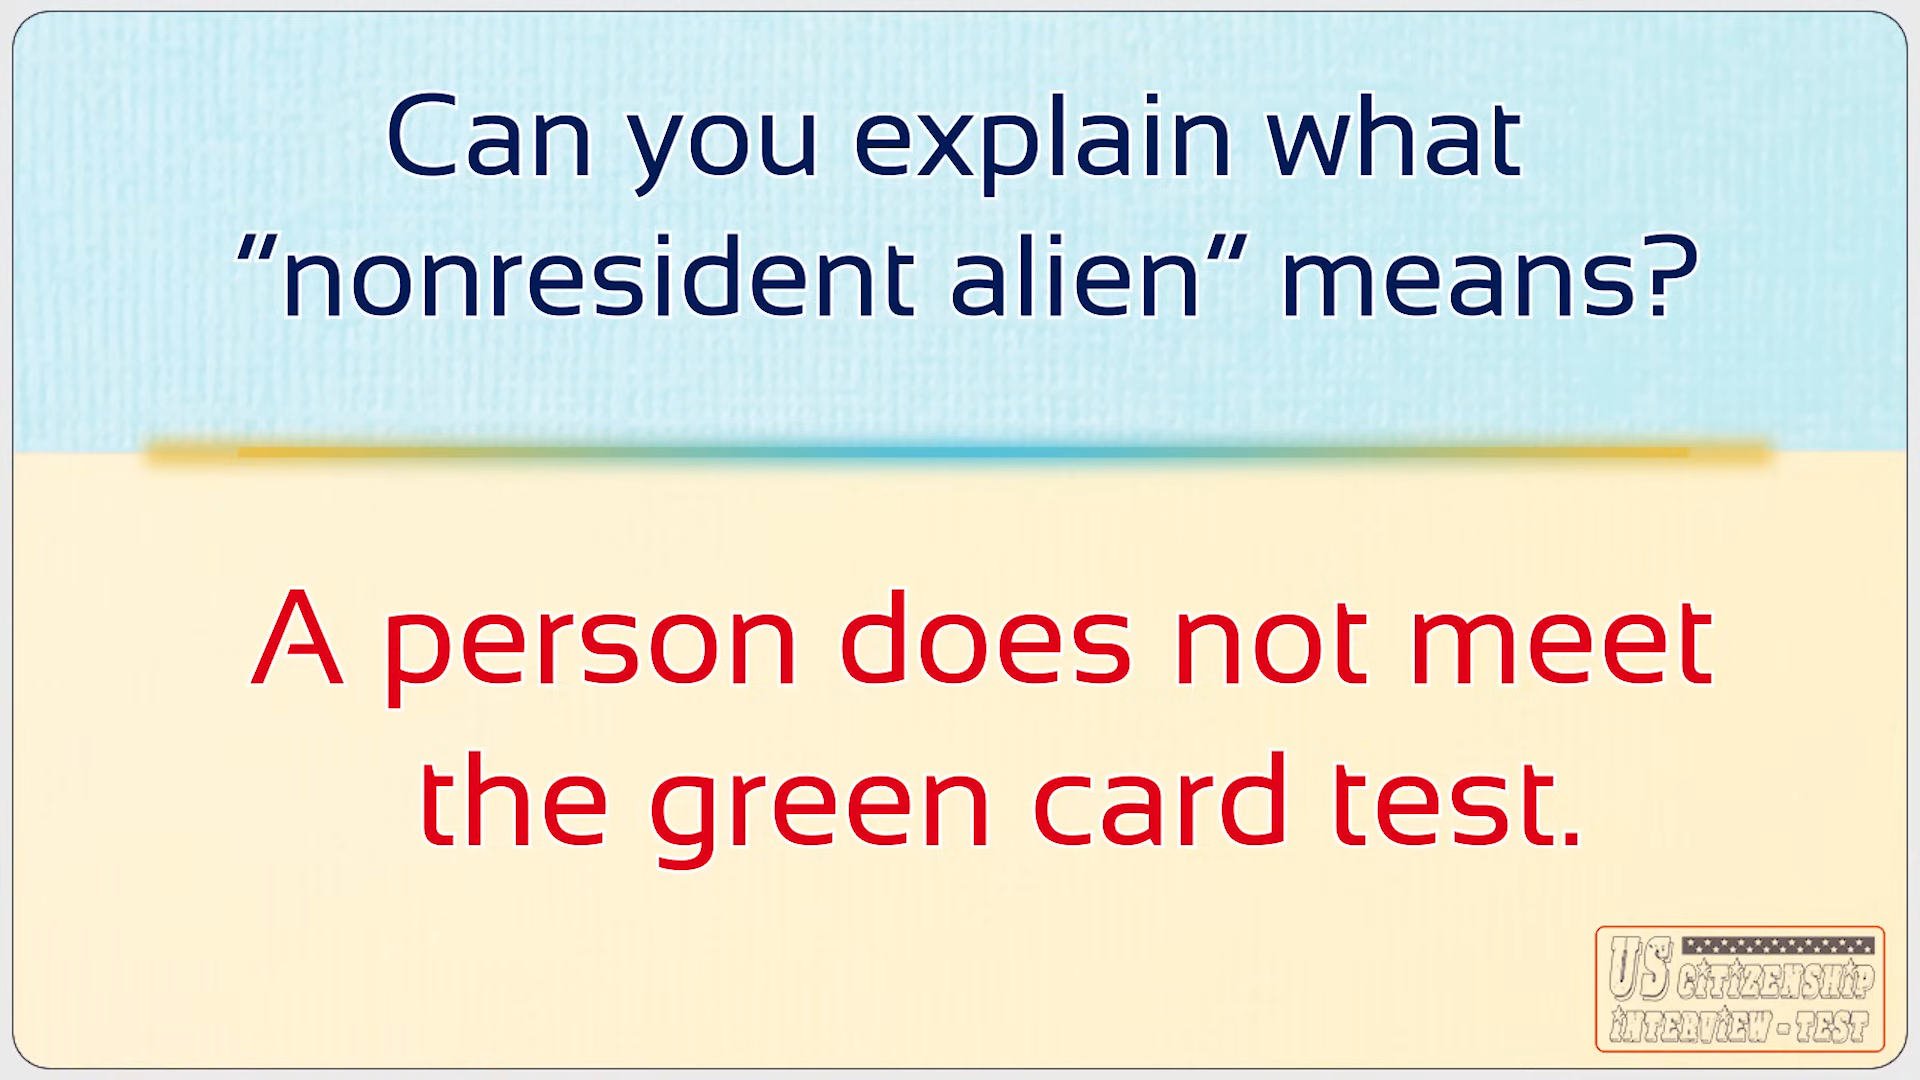 Can you explain what
“nonresident alien” means?
A person does not meet
the green card test.
US CITIZENSHIP
INTERVIEW - TEST